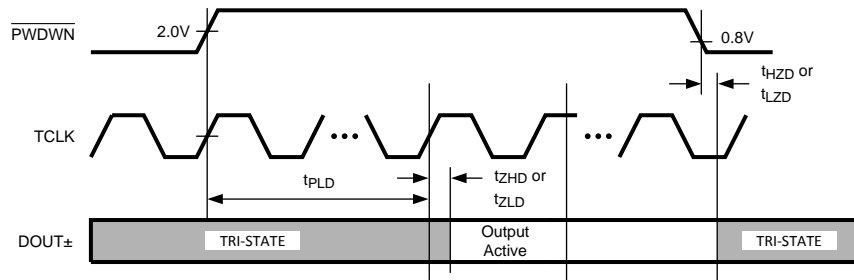 PWDWN
2.0V
0.8V
tHZD or
tLZD
TCLK
tPLD
tZHD or
tZLD
DOUT±
TRI-STATE
Output
Active
TRI-STATE